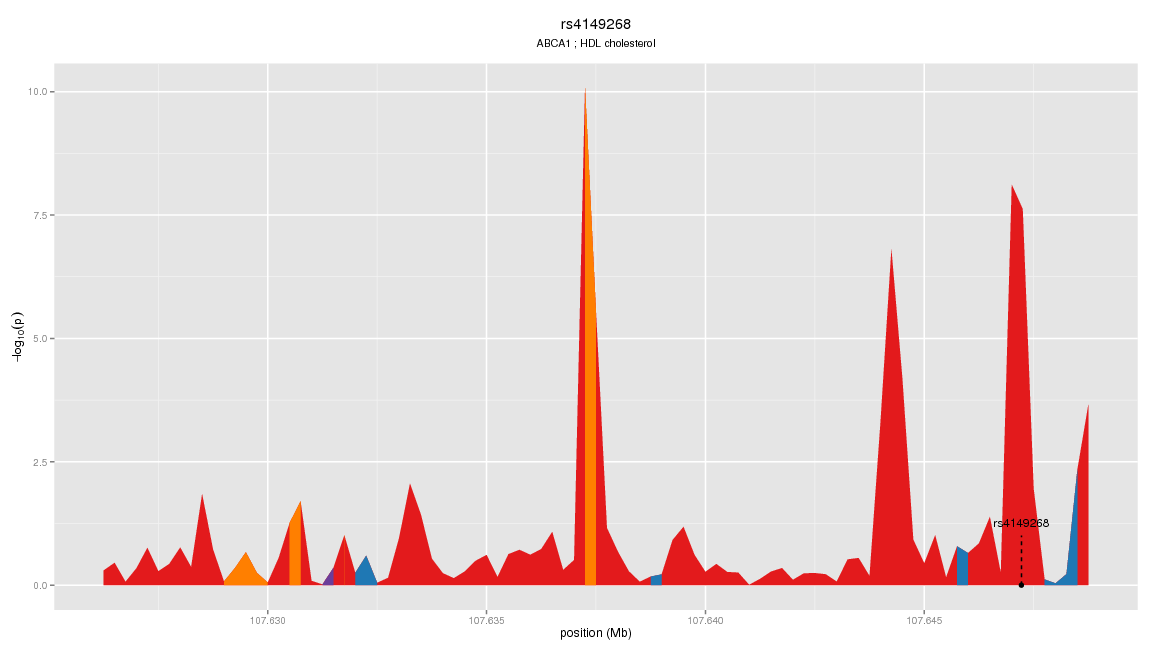 rs4149268
ABCA1 ; HDL cholesterol
10.0
7.5
5.0
2.5
0.0
−log10(p)
rs4149268
107.630
107.635
107.640
107.645
position (Mb)